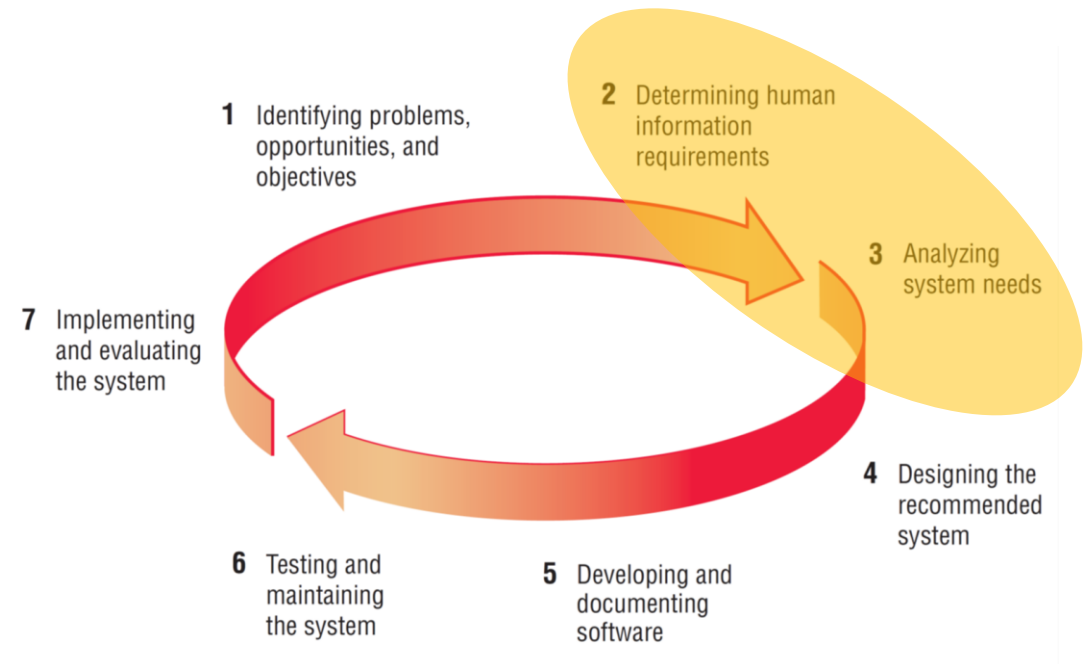 1 Identifying problems,
opportunities, and
objectives
2 Determining human
information
requirements
3 Analyzing
system needs
4 Designing the
recommended
system
5 Developing and
documenting
software
6 Testing and
maintaining
the system
7 Implementing
and evaluating
the system